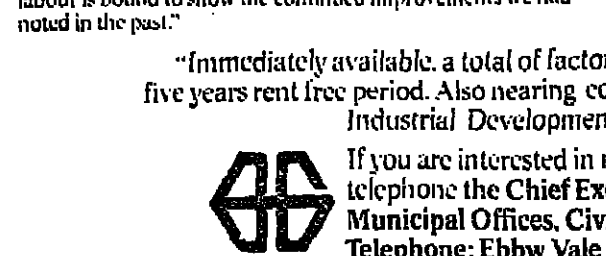 labour is bound to show the continued improvements we had
noted in the past."
"Immediately available. a total of facto
five years rent free period. Also nearing co
Industrial Developmen
If you are interested in
telephone the Chief Ex
Municipal Offices, Civ
Telephone: Ebbw Vale